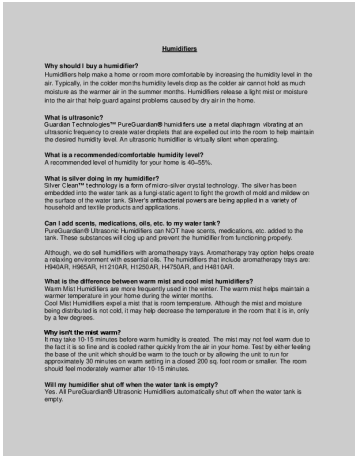 Humidifiers
Why should I buy a humidifier?
Humidifiers help make a home or room more comfortable by increasing the humidity level in the
air. Typically, in the colder months humidity levels drop as the colder air cannot hold as much
moisture as the warmer air in the summer months. Humidifiers release a light mist or moisture
into the air that help guard against problems caused by dry air in the home.
What is ultrasonic?
Guardian Technologies™ PureGuardian® humidifers use a metal diaphragm vibrating at an
ultrasonic frequency to create water droplets that are expelled out into the room to help maintain
the desired humidity level. An ultrasonic humidifier is virtually silent when operating.
What is a recommended/comfortable humidity level?
A recommended level of humidity for your home is 40–55%.
What is silver doing in my humidifier?
Silver Clean™ technology is a form of micro-silver crystal technology. The silver has been
embedded into the water tank as a fungi-static agent to fight the growth of mold and mildew on
the surface of the water tank. Silver's antibacterial powers are being applied in a variety of
household and textile products and applications.
Can I add scents, medications, oils, etc. to my water tank?
PureGuardian® Ultrasonic Humidifiers can NOT have scents, medications, etc. added to the
tank. These substances will clog up and prevent the humidifier from functioning properly.
Although, we do sell humidifiers with aromatherapy trays. Aromatherapy tray option helps create
a relaxing environment with essential oils. The humidifiers that include aromatherapy trays are:
H940AR, H965AR, H1210AR, H1250AR, H4750AR, and H4810AR.
What is the difference between warm mist and cool mist humidifiers?
Warm Mist Humidifiers are more frequently used in the winter. The warm mist helps maintain a
warmer temperature in your home during the winter months.
Cool Mist Humidifiers expel a mist that is room temperature. Although the mist and moisture
being distributed is not cold, it may help decrease the temperature in the room that it is in, only
by a few degrees.
Why isn't the mist warm?
It may take 10-15 minutes before warm humidity is created. The mist may not feel warm due to
the fact it is so fine and is cooled rather quickly from the air in your home. Test by either feeling
the base of the unit which should be warm to the touch or by allowing the unit to run for
approximately 30 minutes on warm setting in a closed 200 sq. foot room or smaller. The room
should feel moderately warmer after 10-15 minutes.
Will my humidifier shut off when the water tank is empty?
Yes. All PureGuardian® Ultrasonic Humidifiers automatically shut off when the water tank is
empty.